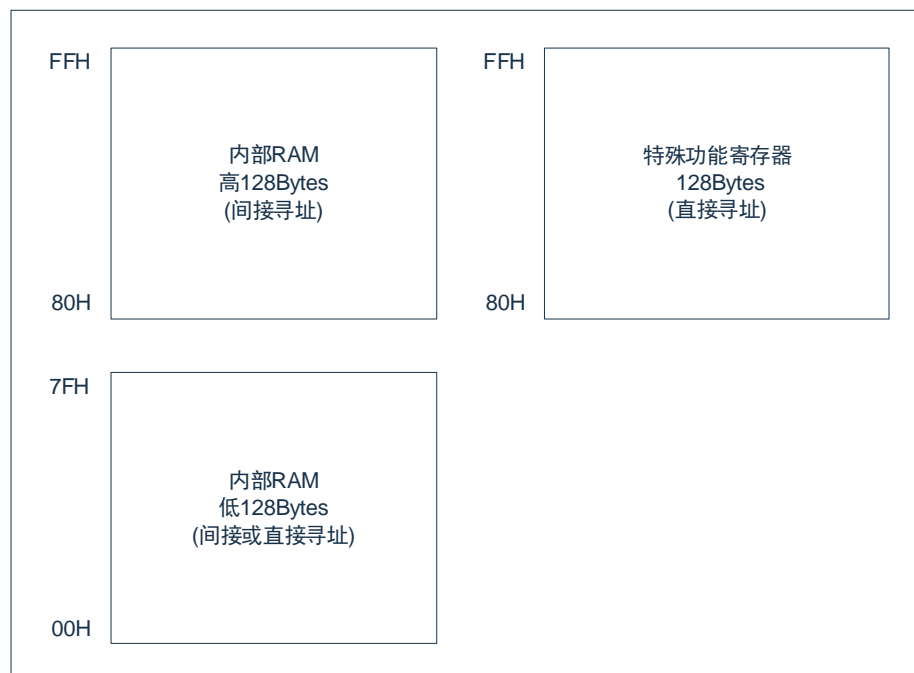 FFH
内部RAM
高128Bytes
(间接寻址)
80H
FFH
特殊功能寄存器
128Bytes
(直接寻址)
80H
7FH
内部RAM
低128Bytes
(间接或直接寻址)
00H